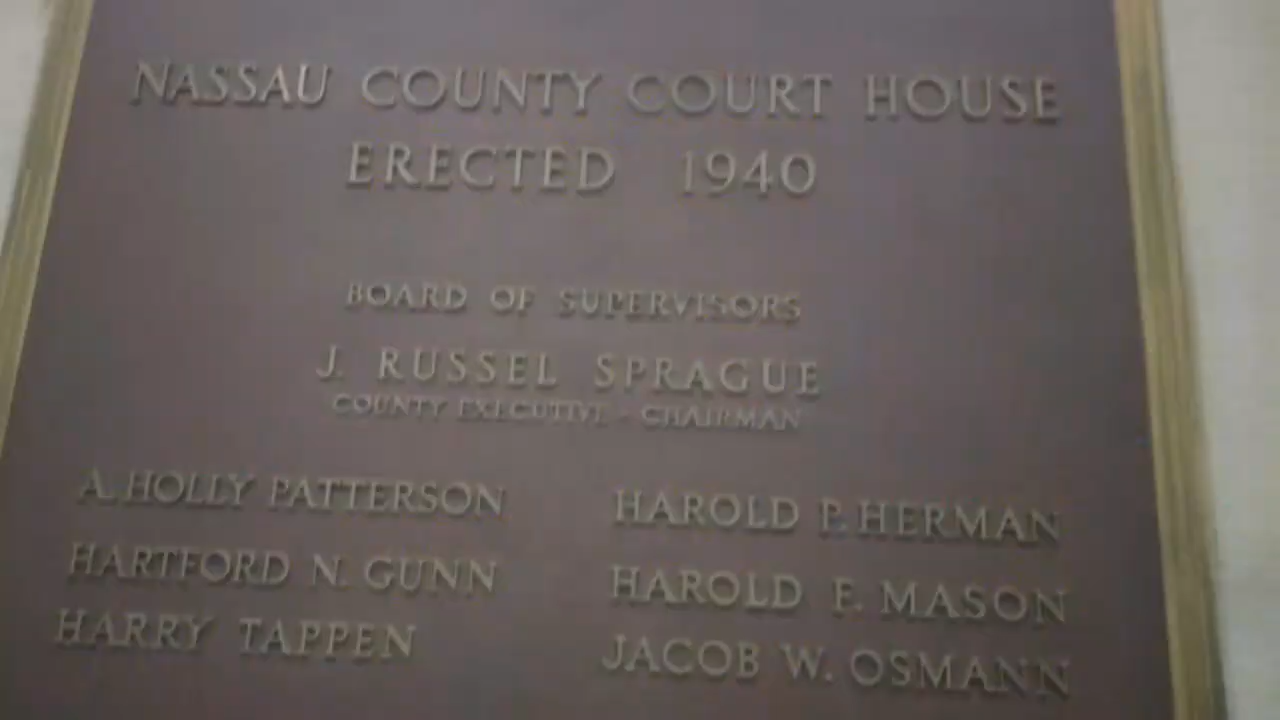 NASSAU COUNTY COURT HOUSE
ERECTED 1940
BOARD OF SUPERVISORS
J. RUSSEL SPRAGUE
COUNTY EXECUTIVE - CHAIRMAN
A. HOLLY PATTERSON HAROLD P. HERMAN
HARTFORD N. GUNN HAROLD F. MASON
HARRY TAPPEN JACOB W. OSMANN